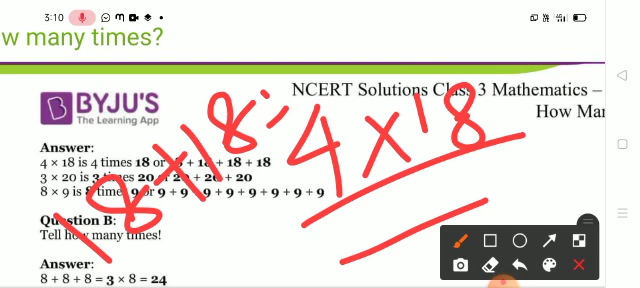 3:10
w many times?
BYJU'S
The Learning App
NCERT Solutions Class 3 Mathematics –
How Mar
Answer:
4 × 18 is 4 times 18 or + 18 + 18
3 × 20 is 3 times 20 + 20
8 × 9 is 9 or 9 + 9 9 + 9 + 9 + 9 + 9 + 9
18 × 18 = 4 × 18
Question B:
Tell how many times!
Answer:
8 + 8 + 8 = 3 × 8 = 24